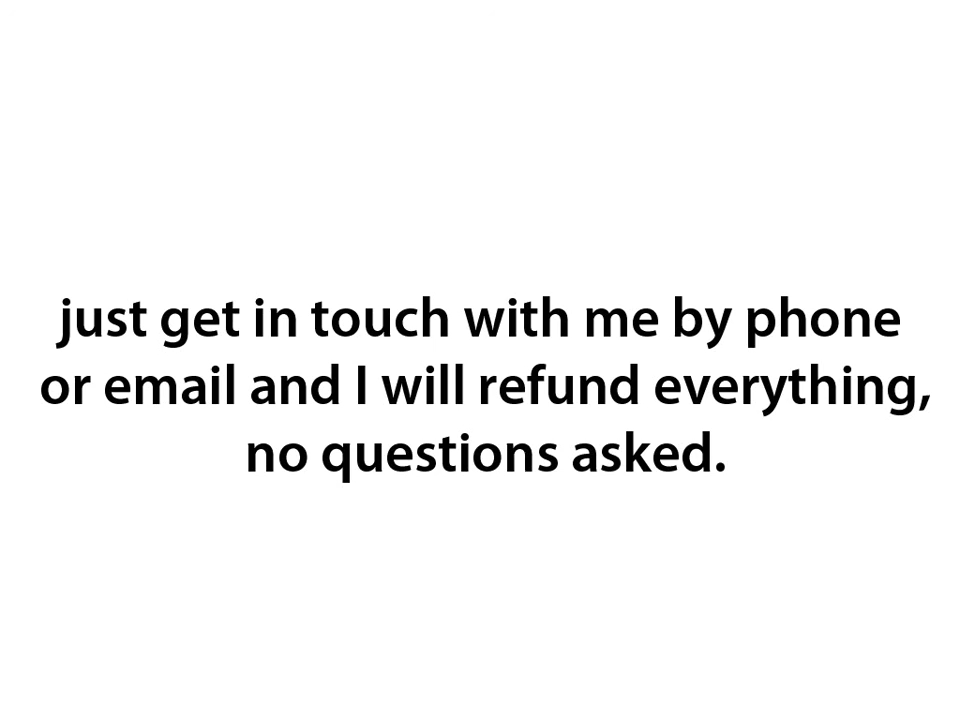 just get in touch with me by phone
or email and I will refund everything,
no questions asked.